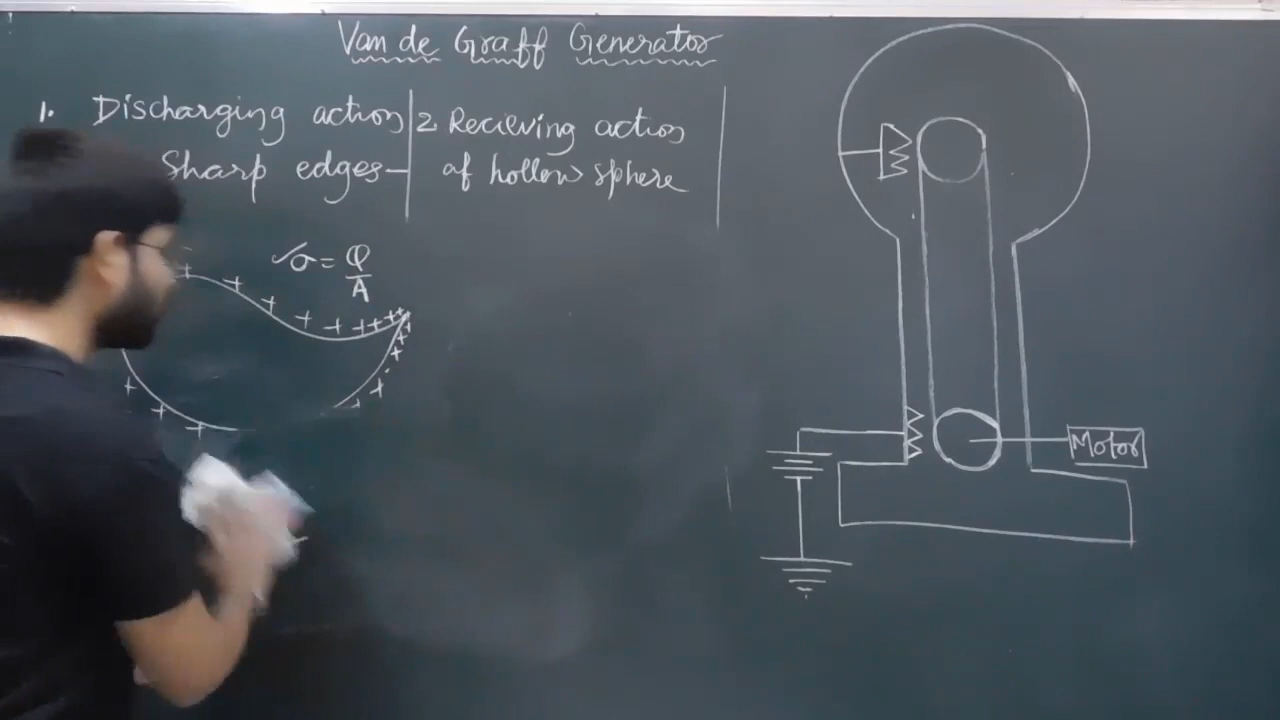 Van de Graff Generator
1. Discharging action
Sharp edges-
2. Recieving action
of hollow sphere
✓σ = Q/A
Motor